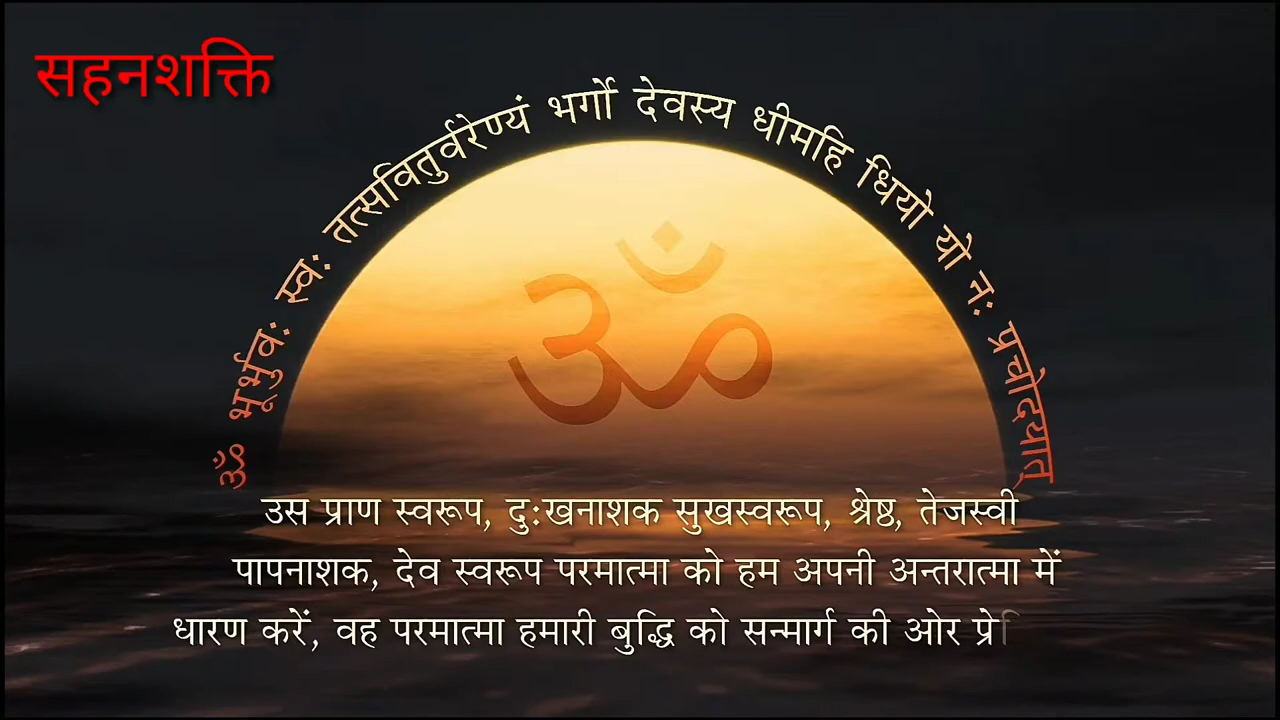 सहनशक्ति
ॐ भूर्भुवः स्वः तत्सवितुर्वरेण्यं भर्गो देवस्य धीमहि धियो यो नः प्रचोदयात्
ॐ
उस प्राण स्वरूप, दुःखनाशक सुखस्वरूप, श्रेष्ठ, तेजस्वी
पापनाशक, देव स्वरूप परमात्मा को हम अपनी अन्तरात्मा में
धारण करें, वह परमात्मा हमारी बुद्धि को सन्मार्ग की ओर